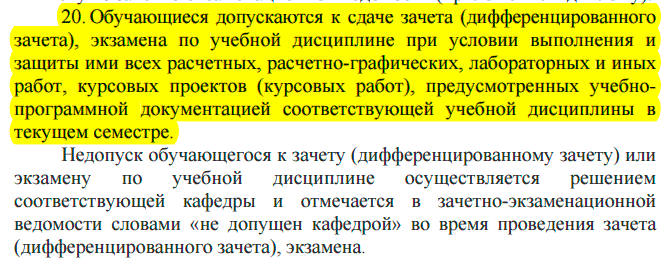 20. Обучающиеся допускаются к сдаче зачета (дифференцированного
зачета), экзамена по учебной дисциплине при условии выполнения и
защиты ими всех расчетных, расчетно-графических, лабораторных и иных
работ, курсовых проектов (курсовых работ), предусмотренных учебно-
программной документацией соответствующей учебной дисциплины в
текущем семестре.
Недопуск обучающегося к зачету (дифференцированному зачету) или
экзамену по учебной дисциплине осуществляется решением
соответствующей кафедры и отмечается в зачетно-экзаменационной
ведомости словами «не допущен кафедрой» во время проведения зачета
(дифференцированного зачета), экзамена.